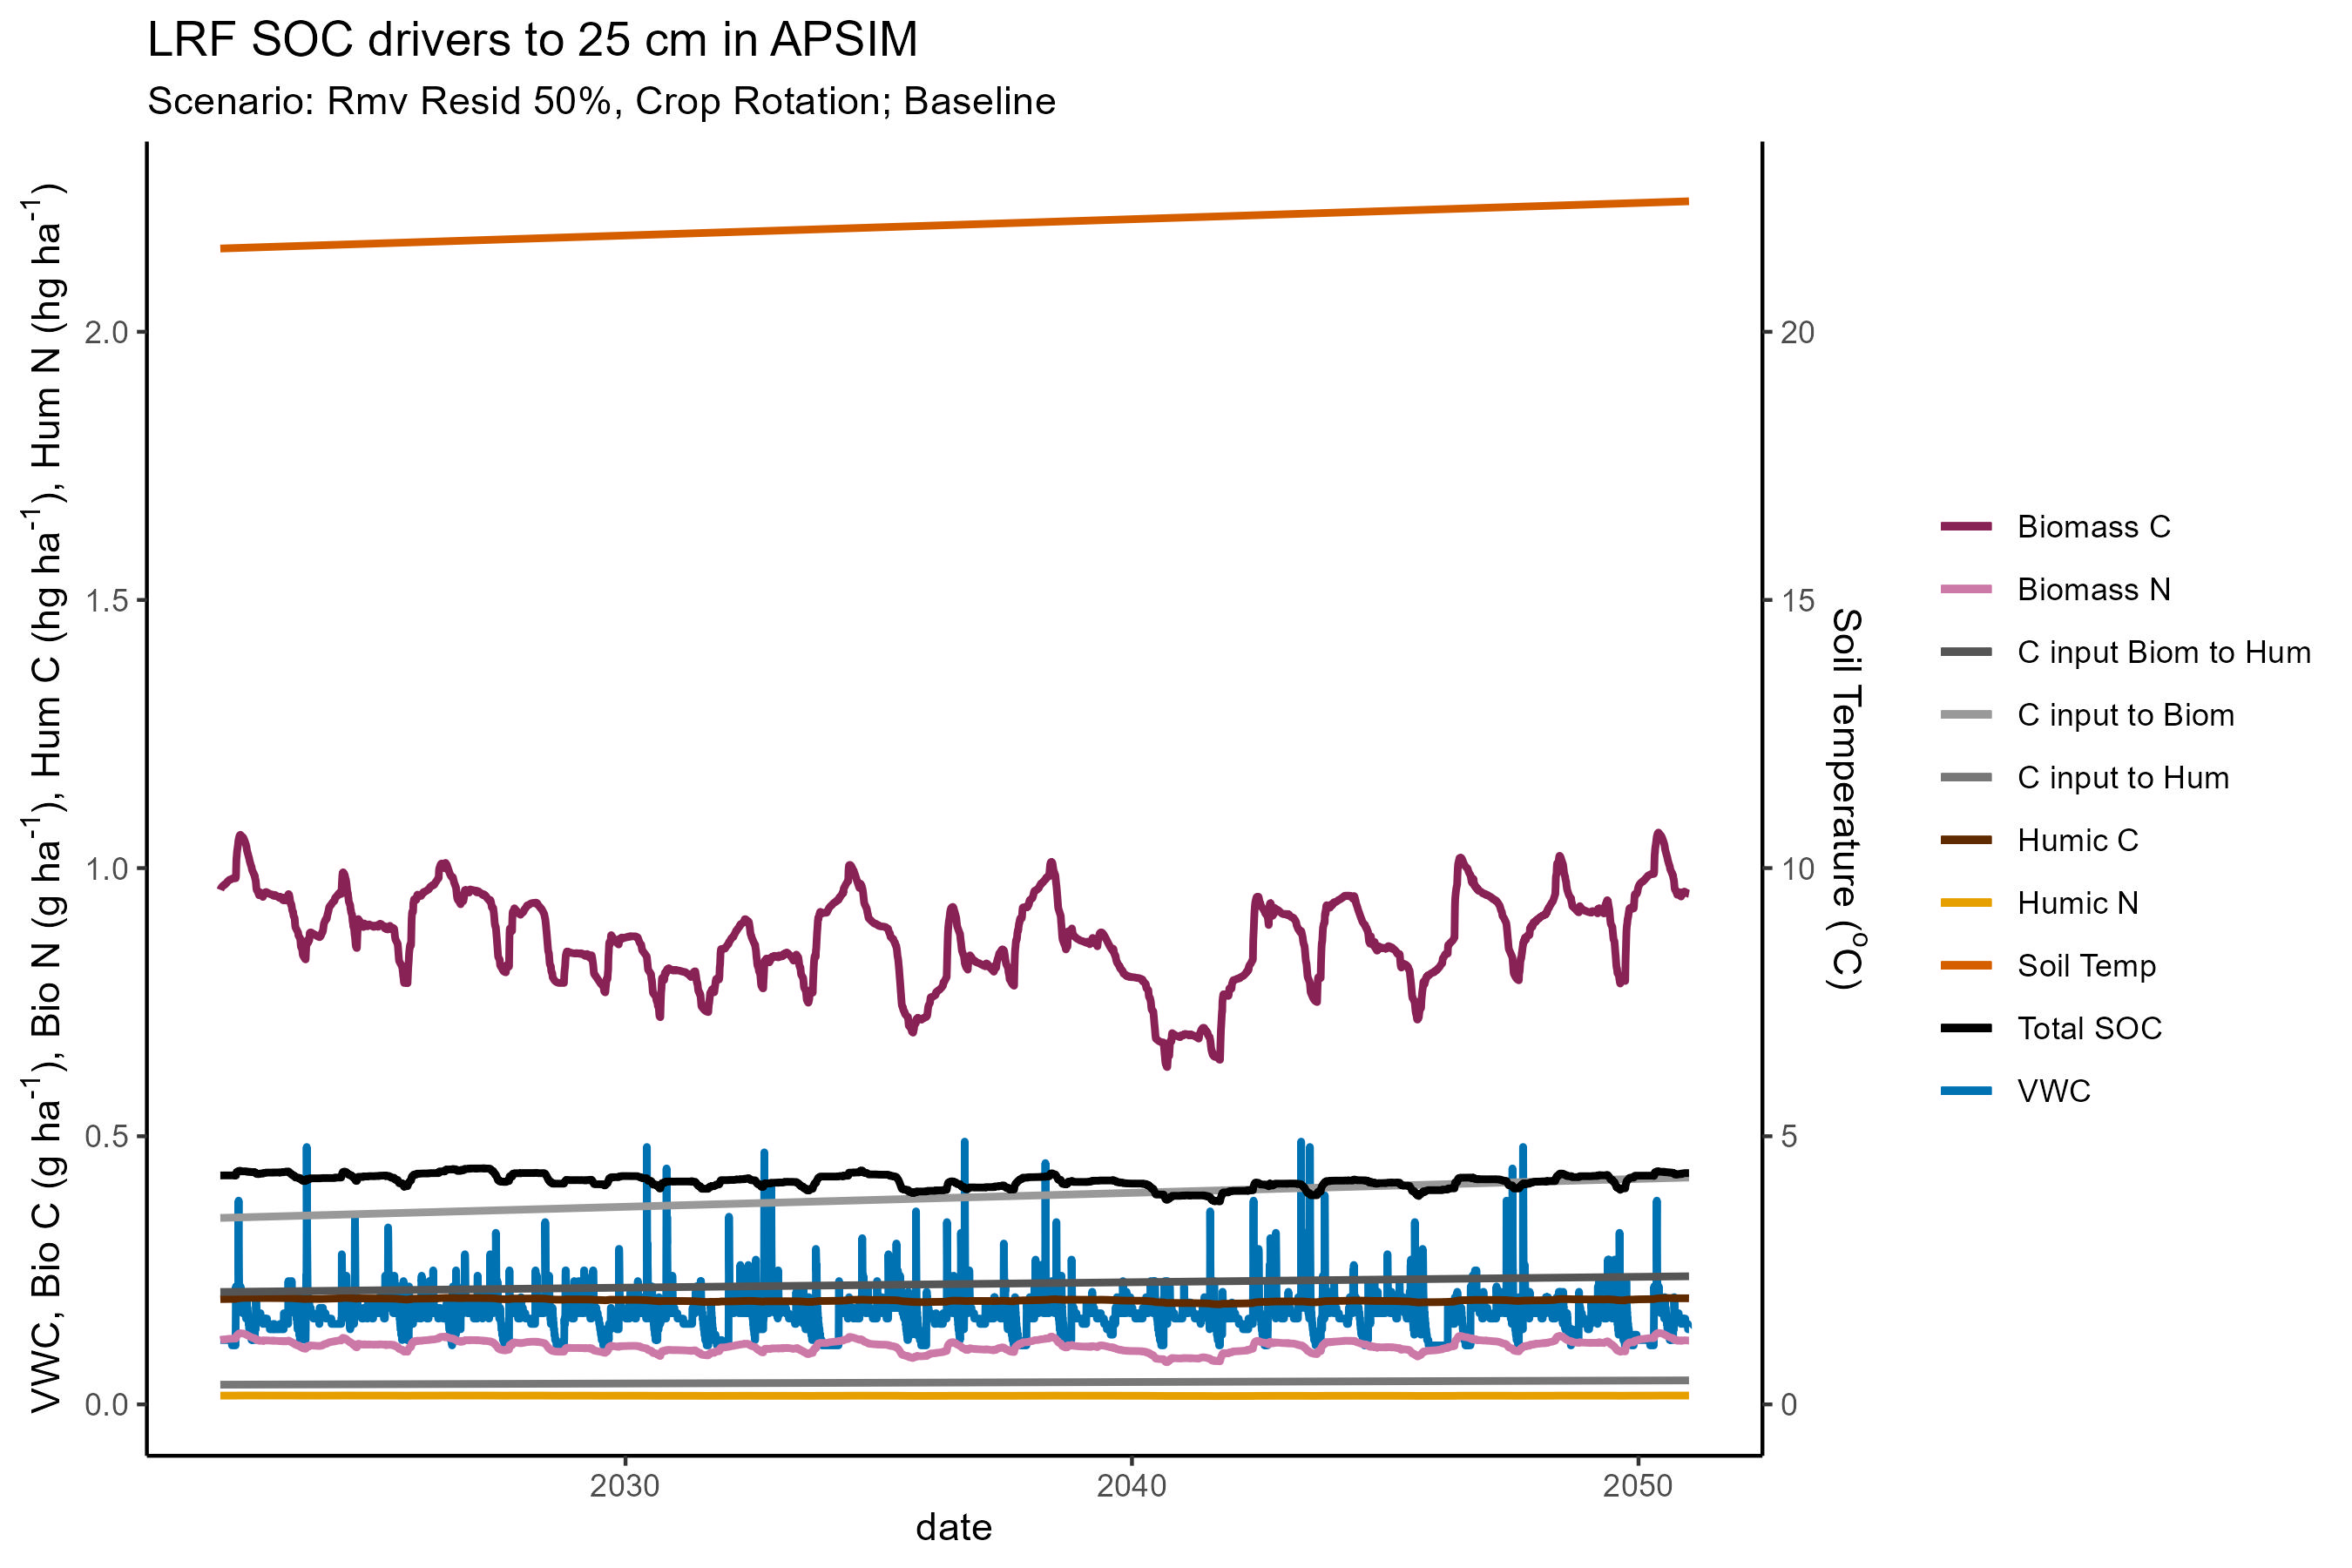 LRF SOC drivers to 25 cm in APSIM
Scenario: Rmv Resid 50%, Crop Rotation; Baseline
VWC, Bio C (g ha⁻¹), Bio N (g ha⁻¹), Hum C (hg ha⁻¹), Hum N (hg ha⁻¹)
2.0
1.5
1.0
0.5
0.0
20
15
10
5
0
Soil Temperature (⁰C)
2030
2040
2050
date
Biomass C
Biomass N
C input Biom to Hum
C input to Biom
C input to Hum
Humic C
Humic N
Soil Temp
Total SOC
VWC